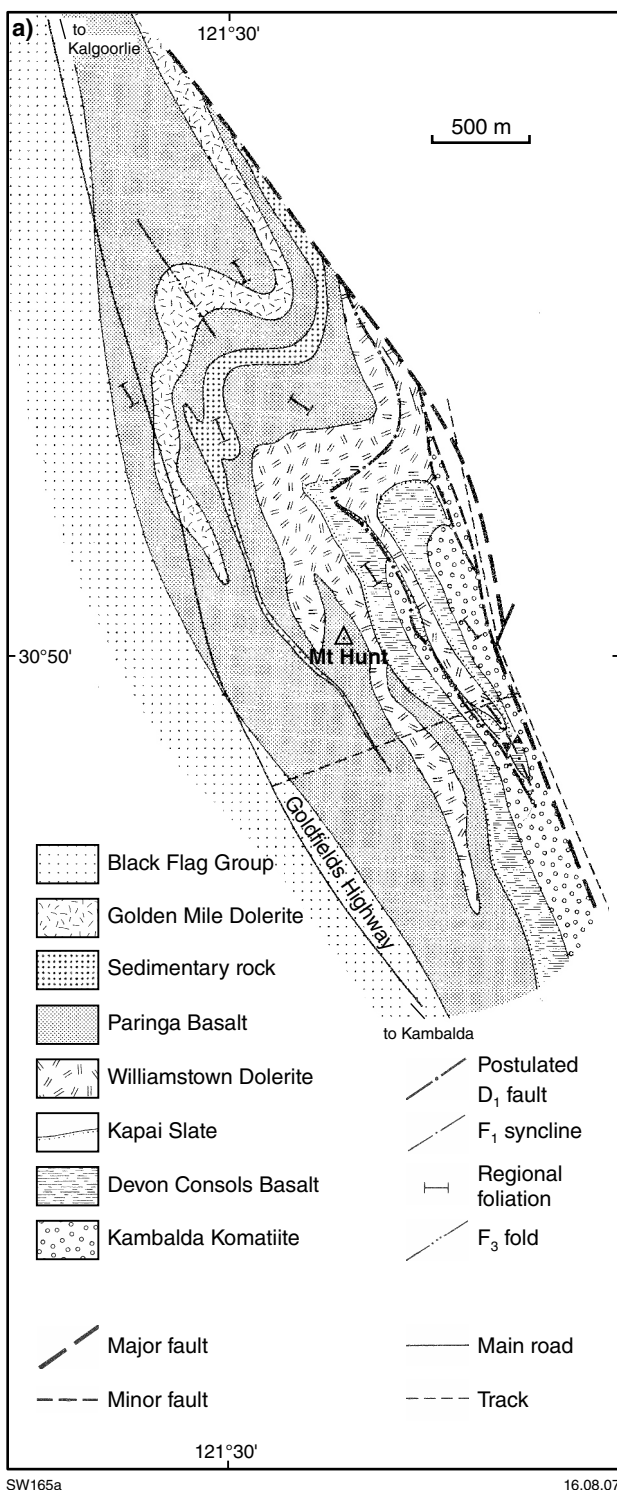 a)
to
Kalgoorlie
121°30'
500 m
30°50'
Mt Hunt
Goldfields Highway
to Kambalda
Black Flag Group
Golden Mile Dolerite
Sedimentary rock
Paringa Basalt
Williamstown Dolerite
Kapai Slate
Devon Consols Basalt
Kambalda Komatiite
Postulated
D₁ fault
F₁ syncline
Regional
foliation
F₃ fold
Major fault
Minor fault
Main road
Track
121°30'
SW165a
16.08.07